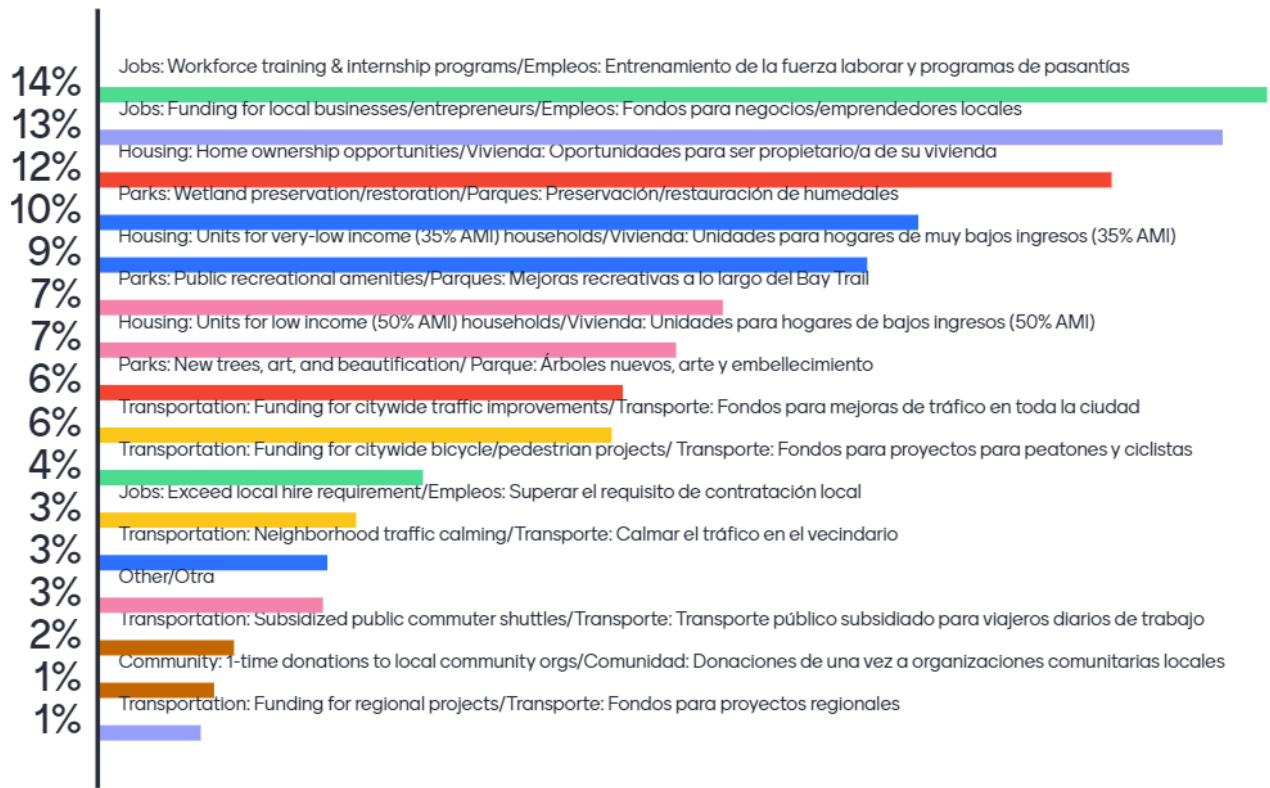 Jobs: Workforce training & internship programs/Empleos: Entrenamiento de la fuerza laborar y programas de pasantías
14%
Jobs: Funding for local businesses/entrepreneurs/Empleos: Fondos para negocios/emprendedores locales
13%
Housing: Home ownership opportunities/Vivienda: Oportunidades para ser propietario/a de su vivienda
12%
Parks: Wetland preservation/restoration/Parques: Preservación/restauración de humedales
10%
Housing: Units for very-low income (35% AMI) households/Vivienda: Unidades para hogares de muy bajos ingresos (35% AMI)
9%
Parks: Public recreational amenities/Parques: Mejoras recreativas a lo largo del Bay Trail
7%
Housing: Units for low income (50% AMI) households/Vivienda: Unidades para hogares de bajos ingresos (50% AMI)
7%
Parks: New trees, art, and beautification/ Parque: Árboles nuevos, arte y embellecimiento
6%
Transportation: Funding for citywide traffic improvements/Transporte: Fondos para mejoras de tráfico en toda la ciudad
6%
Transportation: Funding for citywide bicycle/pedestrian projects/ Transporte: Fondos para proyectos para peatones y ciclistas
4%
Jobs: Exceed local hire requirement/Empleos: Superar el requisito de contratación local
3%
Transportation: Neighborhood traffic calming/Transporte: Calmar el tráfico en el vecindario
3%
Other/Otra
3%
Transportation: Subsidized public commuter shuttles/Transporte: Transporte público subsidiado para viajeros diarios de trabajo
2%
Community: 1-time donations to local community orgs/Comunidad: Donaciones de una vez a organizaciones comunitarias locales
1%
Transportation: Funding for regional projects/Transporte: Fondos para proyectos regionales
1%